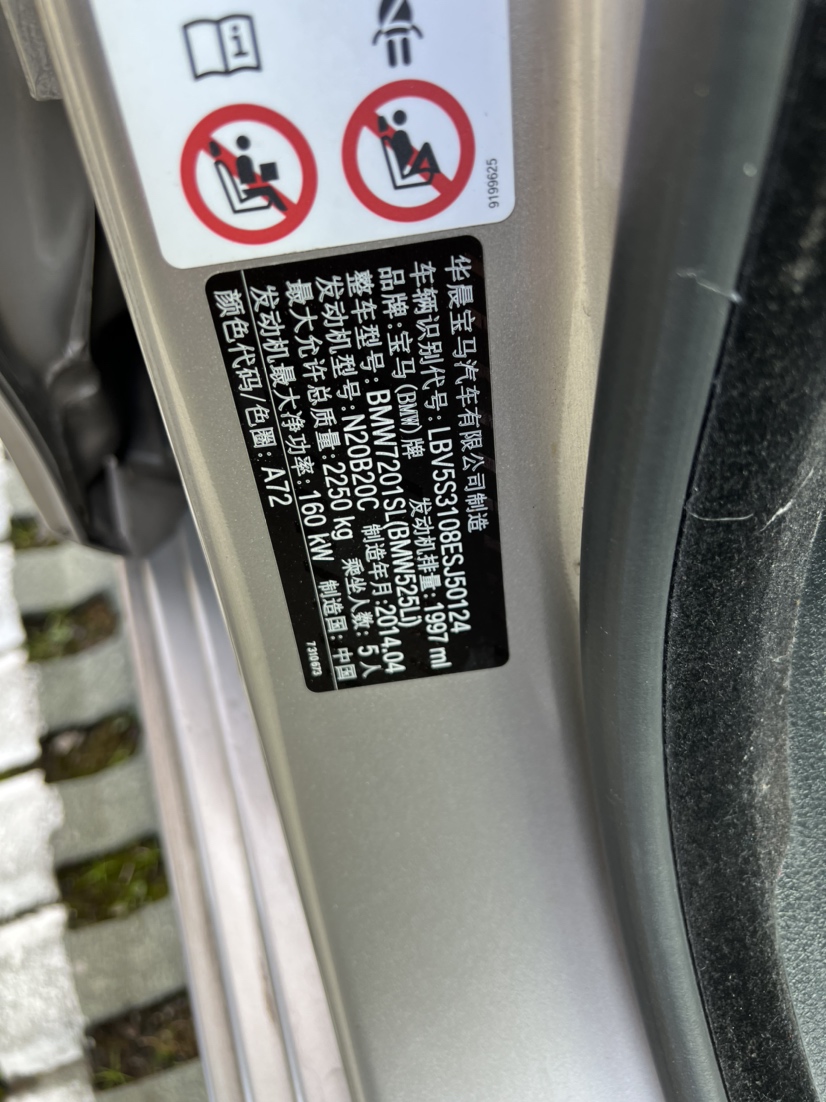 9199625
华晨宝马汽车有限公司制造
车辆识别代号: LBV5S3108ESJ50124
品牌: 宝马(BMW)牌 发动机排量: 1997 ml
整车型号: BMW7201SL(BMW525Li)
发动机型号: N20B20C 制造年月: 2014.04
最大允许总质量: 2250 kg 乘坐人数: 5人
发动机最大净功率: 160 kW 制造国: 中国
颜色代码/色圈: A72
7310673